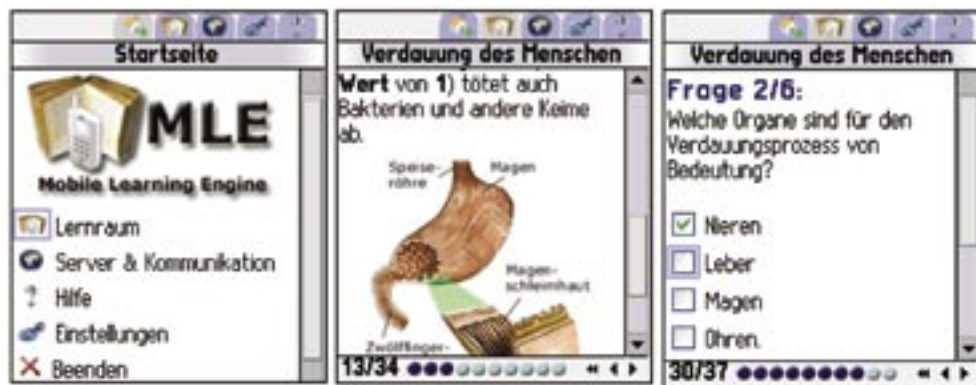 Startseite
MLE
Mobile Learning Engine
Lernraum
Server & Kommunikation
? Hilfe
Einstellungen
Beenden
Verdauung des Menschen
Wert von 1) tötet auch
Bakterien und andere Keime
ab.
Speise-
röhre
Magen
Magen-
schleimhaut
Zwölffinger-
13/34
Verdauung des Menschen
Frage 2/6:
Welche Organe sind für den
Verdauungsprozess von
Bedeutung?
Nieren
Leber
Magen
Ohren.
30/37